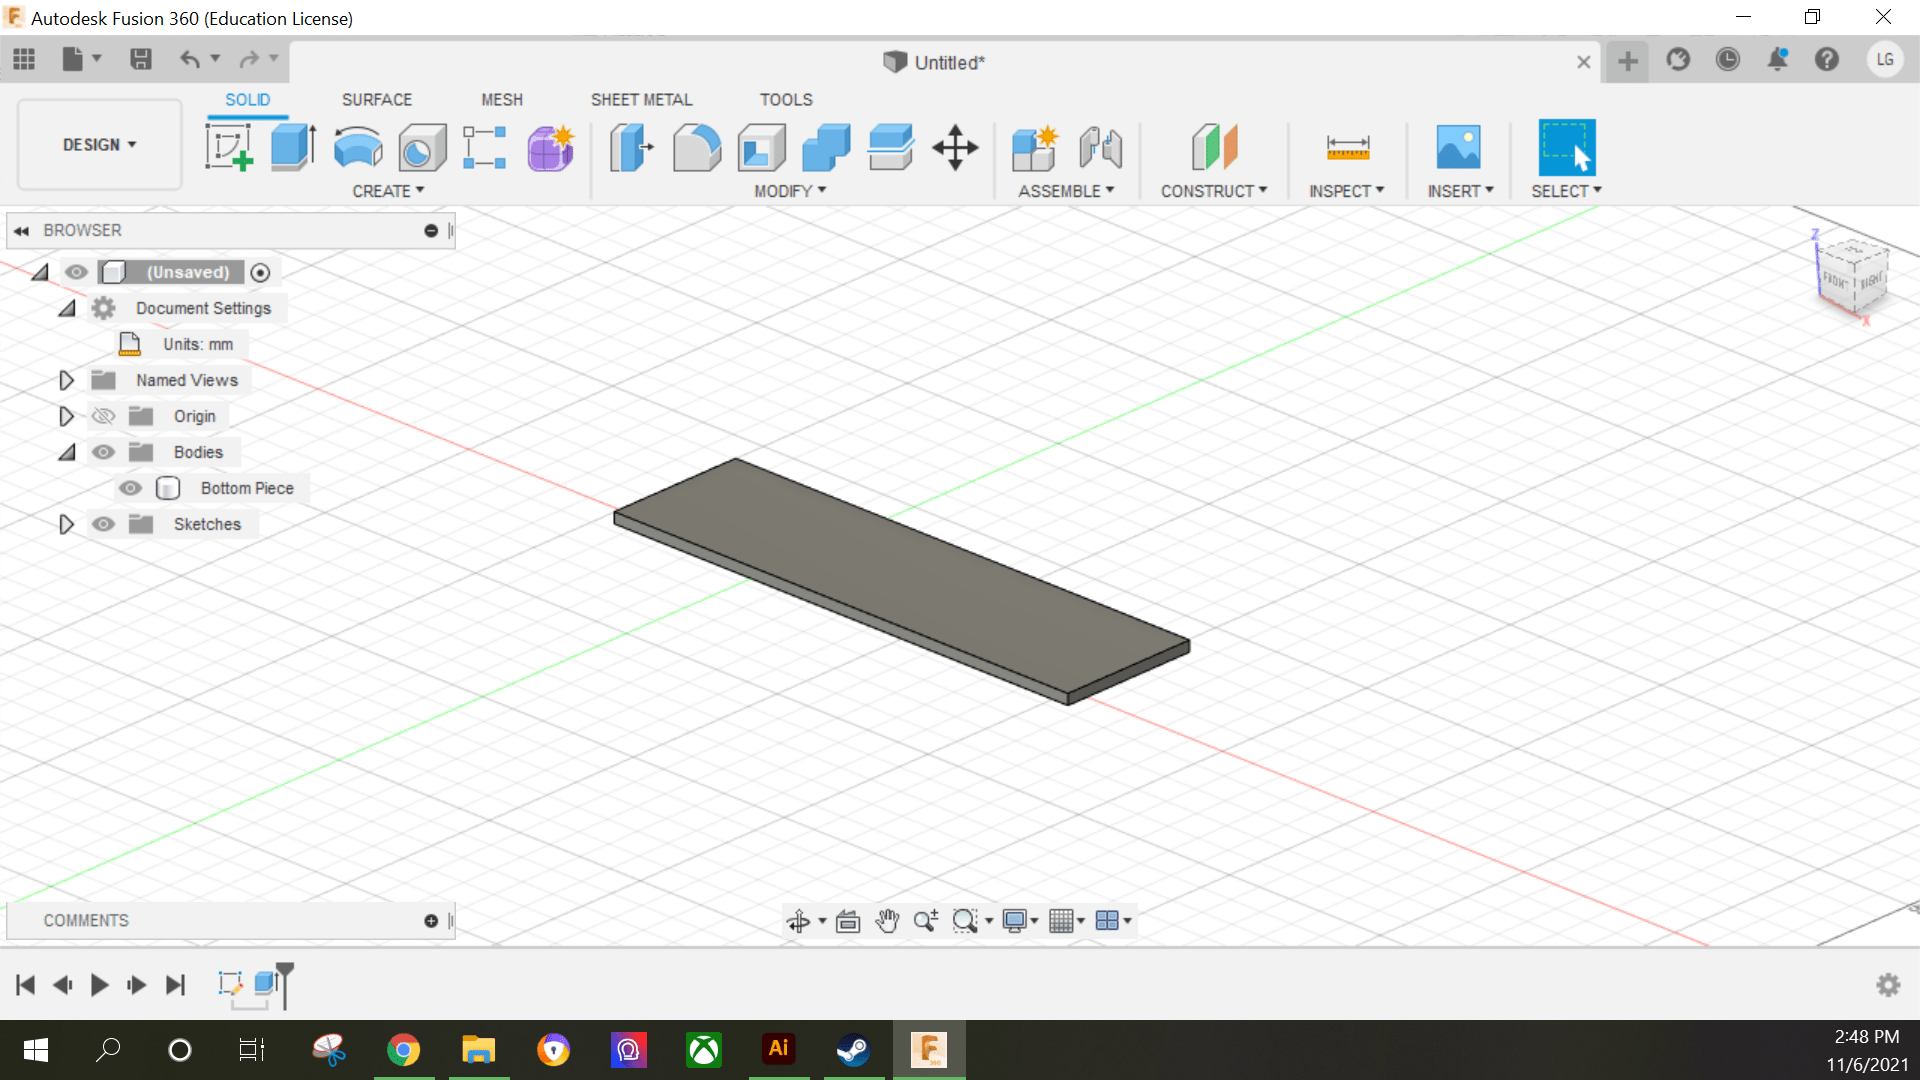 Autodesk Fusion 360 (Education License)
Untitled*
LG
SOLID SURFACE MESH SHEET METAL TOOLS
DESIGN
CREATE MODIFY ASSEMBLE CONSTRUCT INSPECT INSERT SELECT
BROWSER
(Unsaved)
Document Settings
Units: mm
Named Views
Origin
Bodies
Bottom Piece
Sketches
Z
FRONT RIGHT
X
COMMENTS
Ai
2:48 PM
11/6/2021